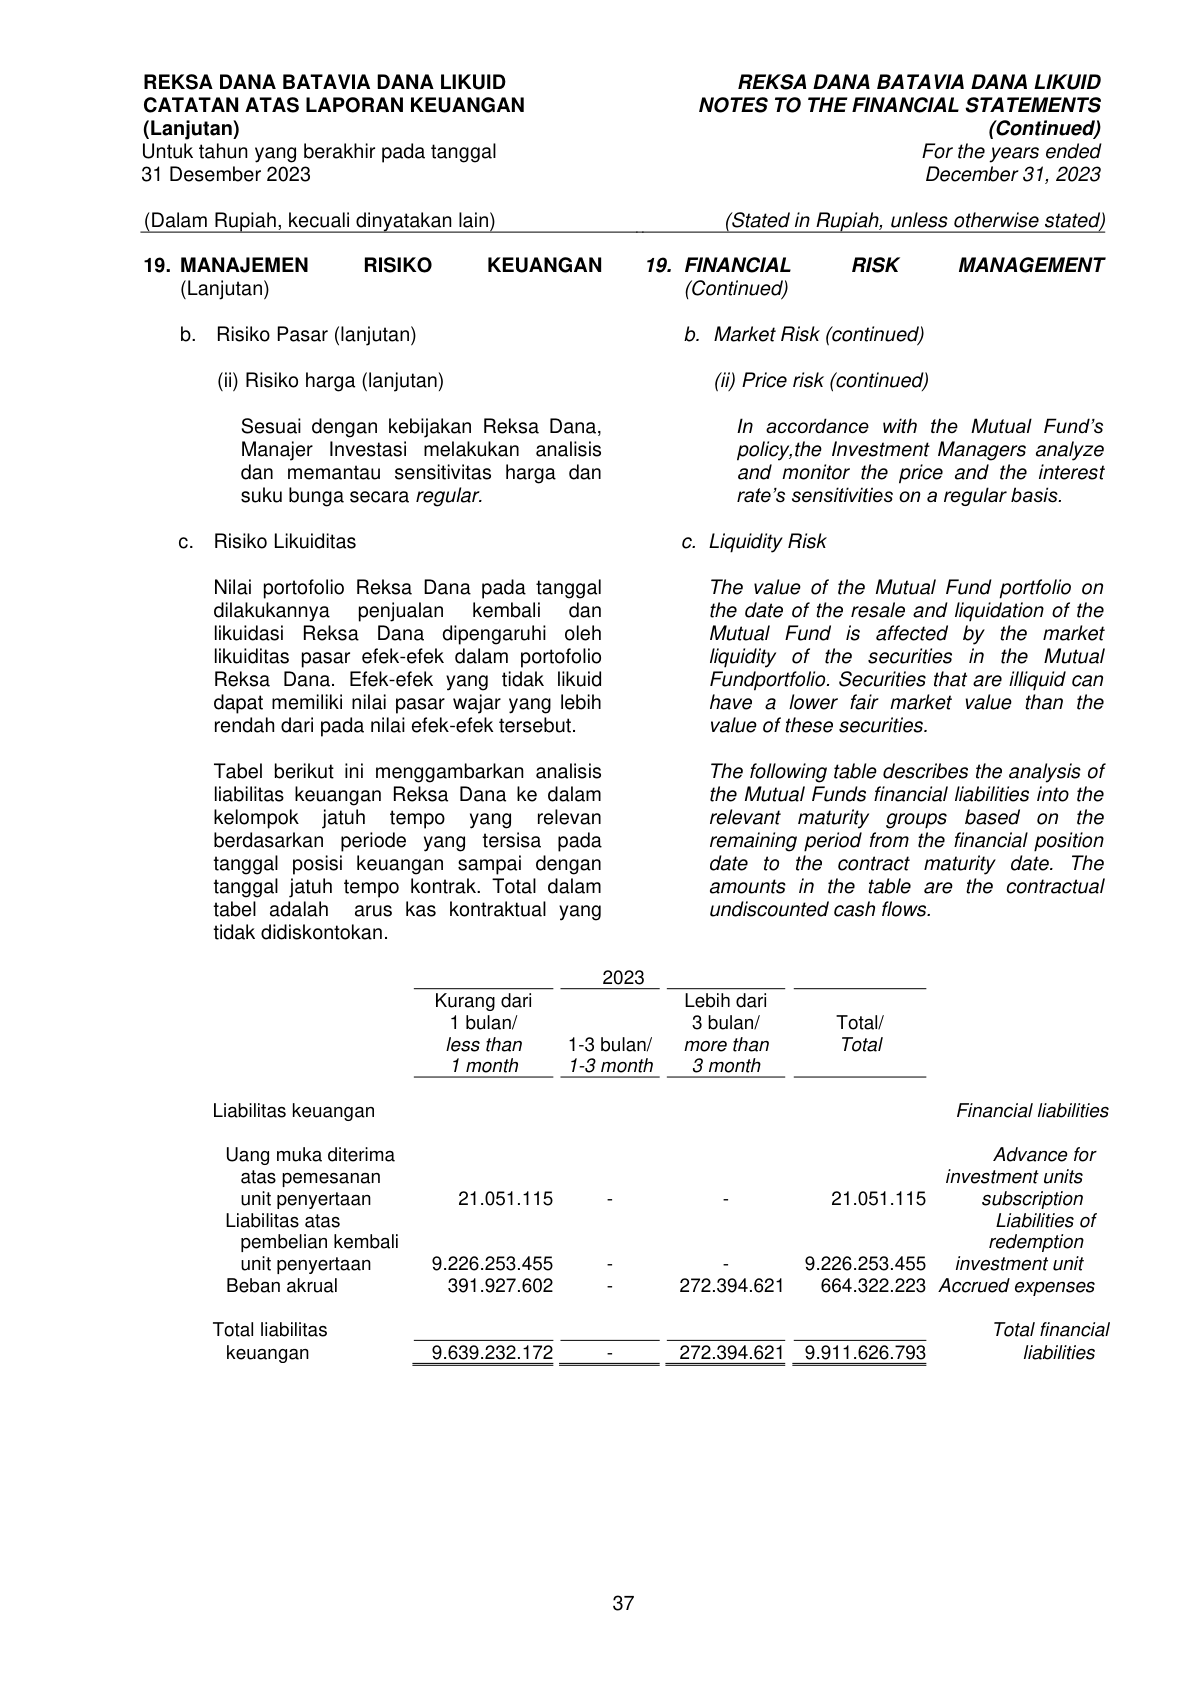 REKSA DANA BATAVIA DANA LIKUID
CATATAN ATAS LAPORAN KEUANGAN
(Lanjutan)
Untuk tahun yang berakhir pada tanggal
31 Desember 2023
(Dalam Rupiah, kecuali dinyatakan lain)
REKSA DANA BATAVIA DANA LIKUID
NOTES TO THE FINANCIAL STATEMENTS
(Continued)
For the years ended
December 31, 2023
(Stated in Rupiah, unless otherwise stated)
19. MANAJEMEN RISIKO KEUANGAN
(Lanjutan)
b. Risiko Pasar (lanjutan)
(ii) Risiko harga (lanjutan)
Sesuai dengan kebijakan Reksa Dana,
Manajer Investasi melakukan analisis
dan memantau sensitivitas harga dan
suku bunga secara regular.
c. Risiko Likuiditas
Nilai portofolio Reksa Dana pada tanggal
dilakukannya penjualan kembali dan
likuidasi Reksa Dana dipengaruhi oleh
likuiditas pasar efek-efek dalam portofolio
Reksa Dana. Efek-efek yang tidak likuid
dapat memiliki nilai pasar wajar yang lebih
rendah dari pada nilai efek-efek tersebut.
Tabel berikut ini menggambarkan analisis
liabilitas keuangan Reksa Dana ke dalam
kelompok jatuh tempo yang relevan
berdasarkan periode yang tersisa pada
tanggal posisi keuangan sampai dengan
tanggal jatuh tempo kontrak. Total dalam
tabel adalah arus kas kontraktual yang
tidak didiskontokan.
19. FINANCIAL RISK MANAGEMENT
(Continued)
b. Market Risk (continued)
(ii) Price risk (continued)
In accordance with the Mutual Fund's
policy,the Investment Managers analyze
and monitor the price and the interest
rate's sensitivities on a regular basis.
c. Liquidity Risk
The value of the Mutual Fund portfolio on
the date of the resale and liquidation of the
Mutual Fund is affected by the market
liquidity of the securities in the Mutual
Fundportfolio. Securities that are illiquid can
have a lower fair market value than the
value of these securities.
The following table describes the analysis of
the Mutual Funds financial liabilities into the
relevant maturity groups based on the
remaining period from the financial position
date to the contract maturity date. The
amounts in the table are the contractual
undiscounted cash flows.
2023
Kurang dari Lebih dari
1 bulan/ 3 bulan/ Total/
less than 1-3 bulan/ more than Total
1 month 1-3 month 3 month
Liabilitas keuangan Financial liabilities
Uang muka diterima Advance for
atas pemesanan investment units
unit penyertaan 21.051.115 - - 21.051.115 subscription
Liabilitas atas Liabilities of
pembelian kembali redemption
unit penyertaan 9.226.253.455 - - 9.226.253.455 investment unit
Beban akrual 391.927.602 - 272.394.621 664.322.223 Accrued expenses
Total liabilitas Total financial
keuangan 9.639.232.172 - 272.394.621 9.911.626.793 liabilities
37